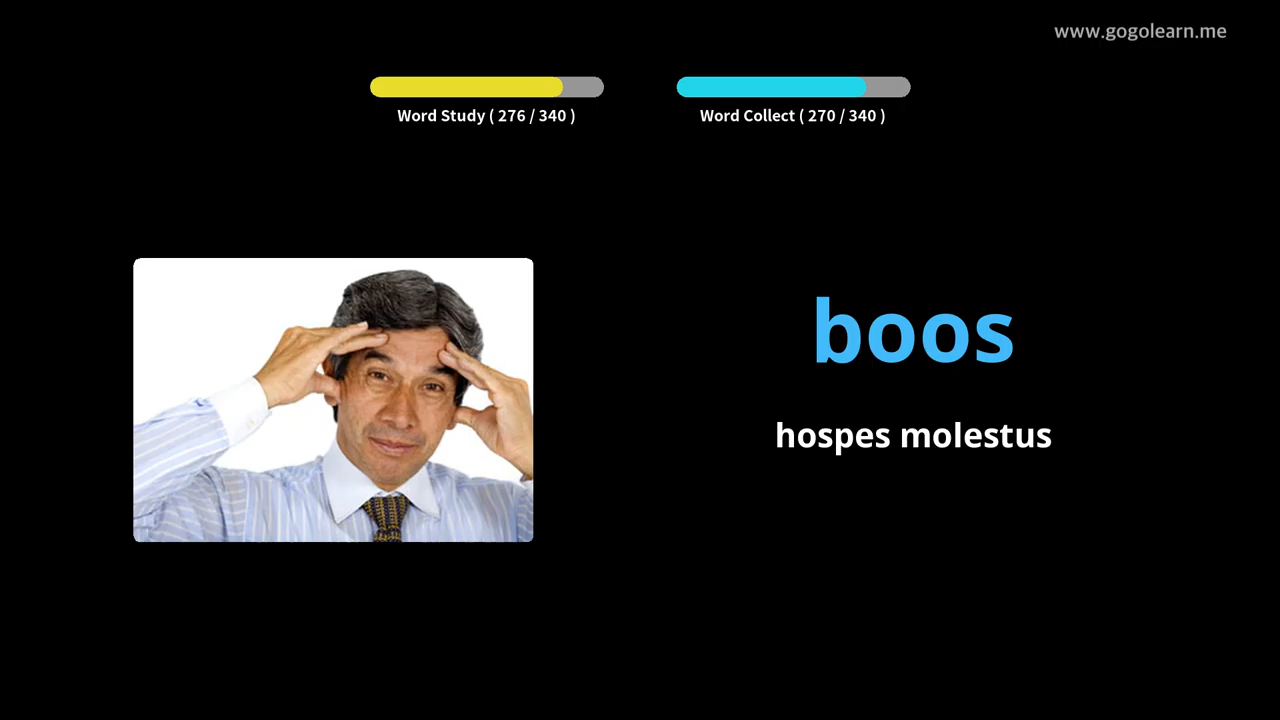 www.gogolearn.me
Word Study ( 276 / 340 )
Word Collect ( 270 / 340 )
boos
hospes molestus